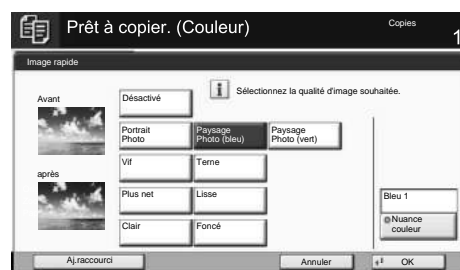 Prêt à copier. (Couleur)
Copies
1
Image rapide
Sélectionnez la qualité d'image souhaitée.
Avant
Désactivé
Portrait
Photo
Paysage
Photo (bleu)
Paysage
Photo (vert)
Vif
Terne
après
Plus net
Lisse
Bleu 1
Clair
Foncé
Nuance
couleur
Aj.raccourci
Annuler
OK